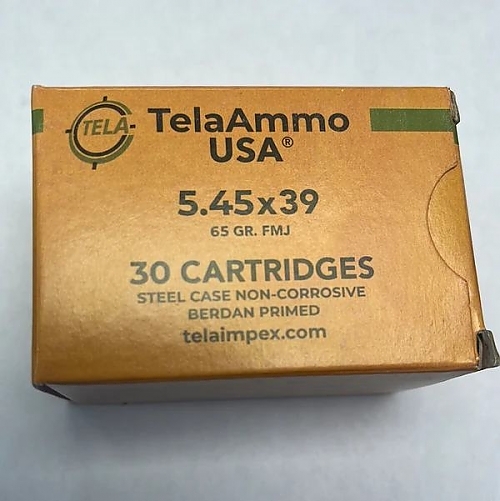 TELA
TelaAmmo
USA®
5.45x39
65 GR. FMJ
30 CARTRIDGES
STEEL CASE NON-CORROSIVE
BERDAN PRIMED
telaimpex.com